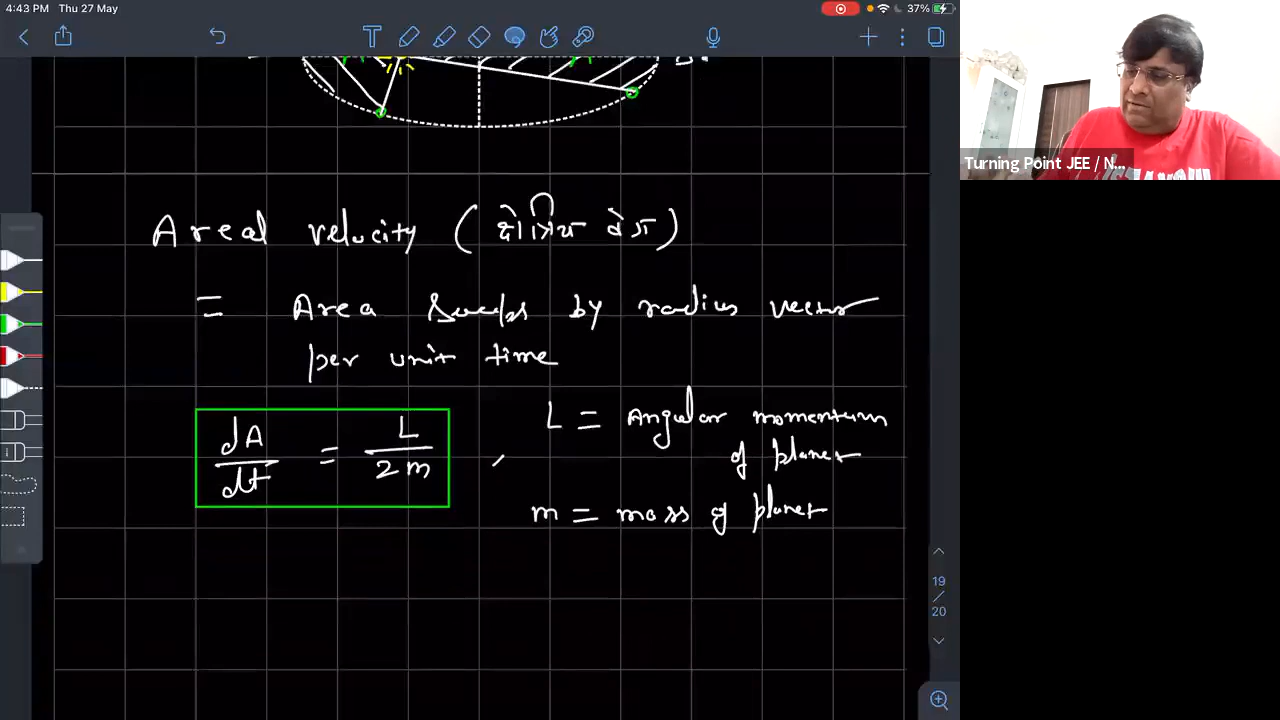 4:43 PM Thu 27 May
37%
Turning Point JEE / N...
Areal velocity ( क्षेत्रिय वेग )
= Area sweeps by radius vector
per unit time
dA/dt = L/2m , L = Angular momentum
of planet
m = mass of planet
19
/
20